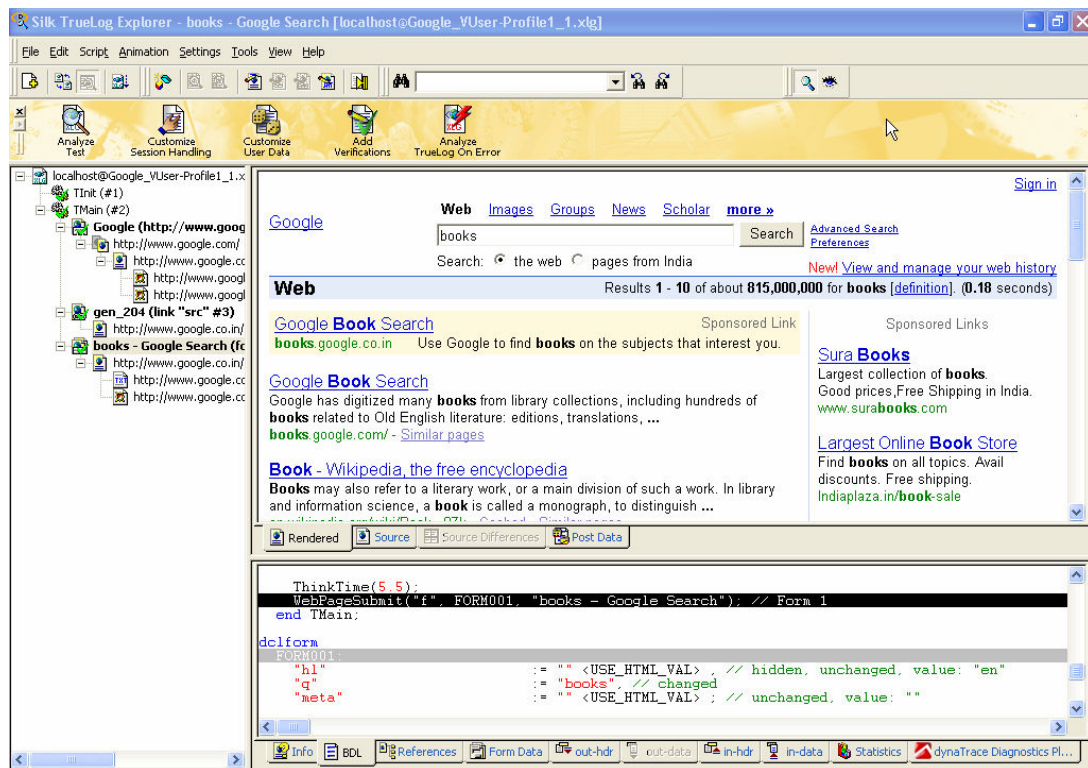 Silk TrueLog Explorer - books - Google Search [localhost@Google_VUser-Profile1_1.xlg]
File Edit Script Animation Settings Tools View Help
Analyze Test
Customize Session Handling
Customize User Data
Add Verifications
Analyze TrueLog On Error
localhost@Google_VUser-Profile1_1.x
TInit (#1)
TMain (#2)
Google (http://www.goog
http://www.google.com/
http://www.google.co
http://www.googl
http://www.googl
gen_204 (link "src" #3)
http://www.google.co.in/
books - Google Search (fo
http://www.google.co.in/
http://www.google.co
http://www.google.co
Sign in
Google
Web Images Groups News Scholar more »
books
Search
Advanced Search
Preferences
Search: the web pages from India
New! View and manage your web history
Web Results 1 - 10 of about 815,000,000 for books [definition]. (0.18 seconds)
Google Book Search Sponsored Link
books.google.co.in Use Google to find books on the subjects that interest you.
Google Book Search
Google has digitized many books from library collections, including hundreds of
books related to Old English literature: editions, translations, ...
books.google.com/ - Similar pages
Book - Wikipedia, the free encyclopedia
Books may also refer to a literary work, or a main division of such a work. In library
and information science, a book is called a monograph, to distinguish ...
Sponsored Links
Sura Books
Largest collection of books.
Good prices,Free Shipping in India.
www.surabooks.com
Largest Online Book Store
Find books on all topics. Avail
discounts. Free shipping.
Indiaplaza.in/book-sale
Rendered Source Source Differences Post Data
ThinkTime(5.5);
WebPageSubmit("f", FORM001, "books - Google Search"); // Form 1
end TMain;
dclform
FORM001:
"hl" := "" <USE_HTML_VAL> , // hidden, unchanged, value: "en"
"q" := "books", // changed
"meta" := "" <USE_HTML_VAL> ; // unchanged, value: ""
Info BDL References Form Data out-hdr out-data in-hdr in-data Statistics dynaTrace Diagnostics Pl...